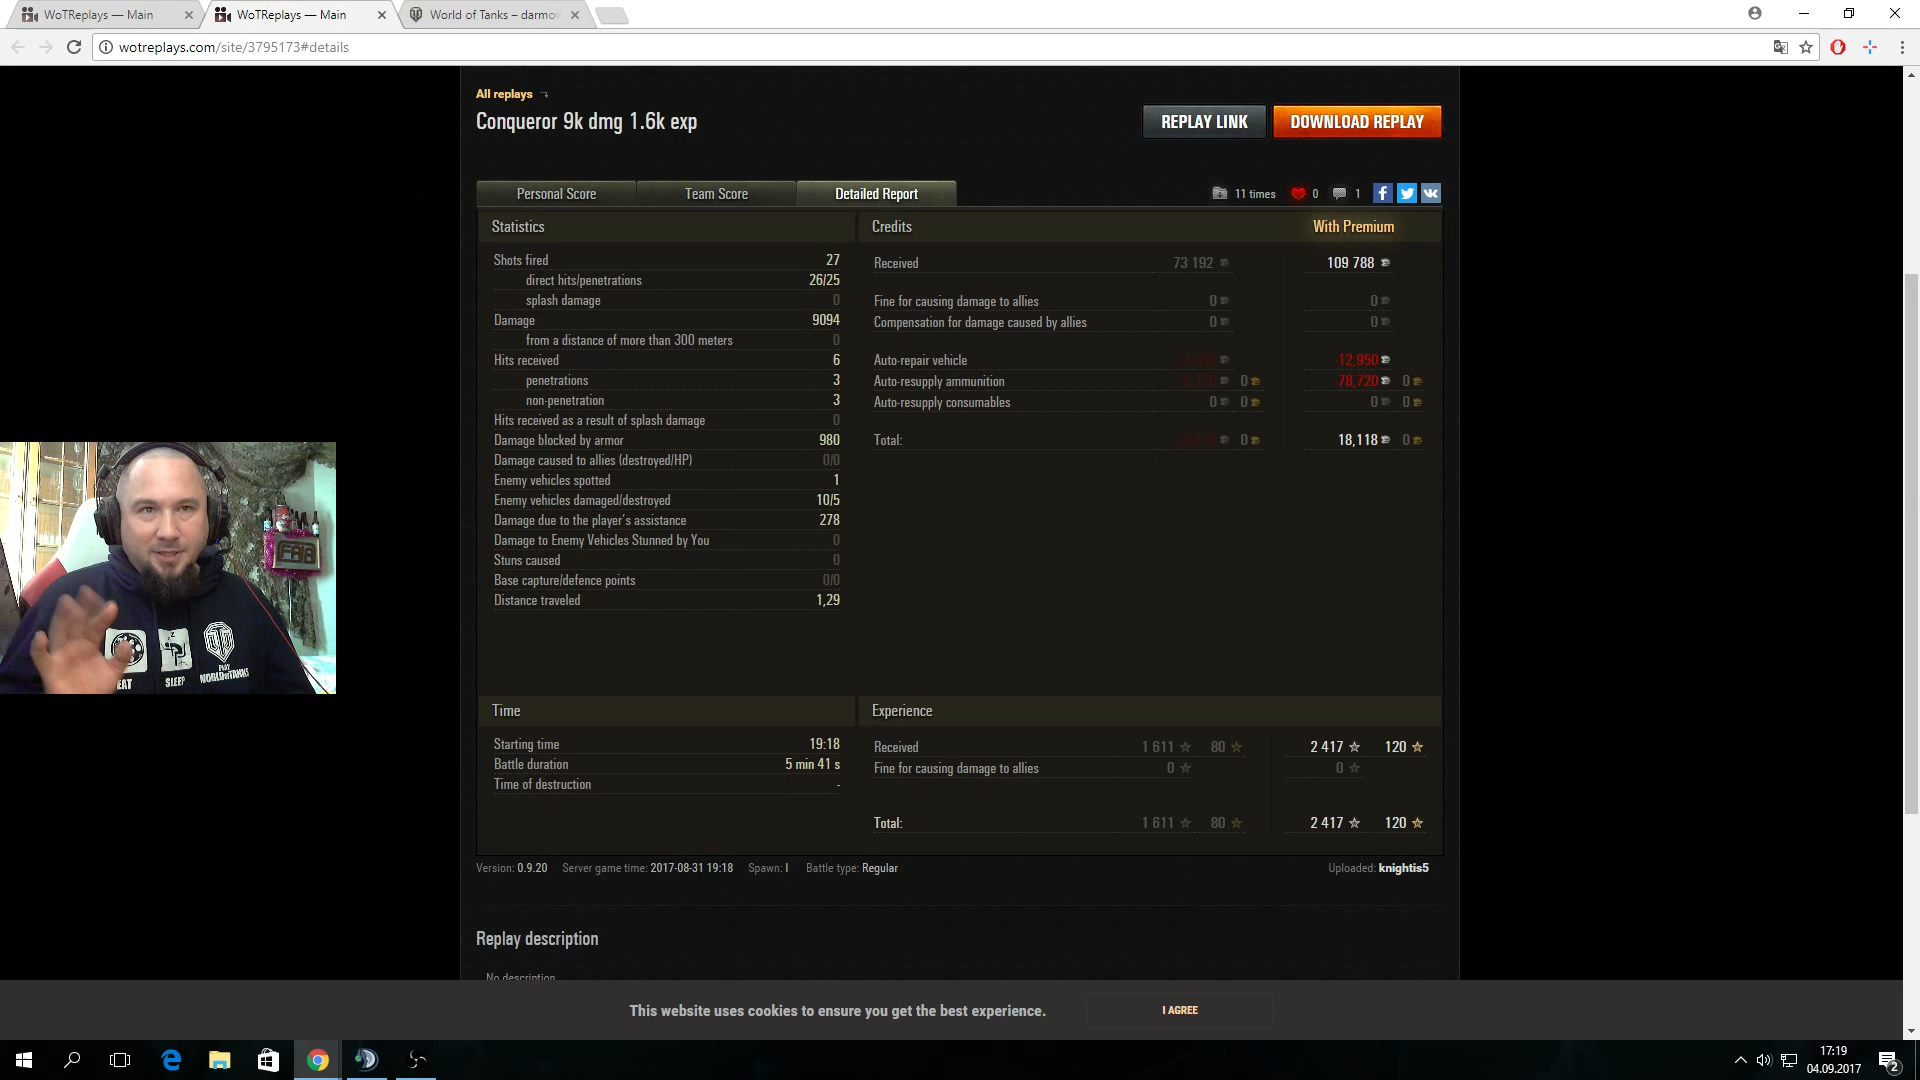 WoTReplays — Main
WoTReplays — Main
World of Tanks – darmow
wotreplays.com/site/3795173#details
All replays
Conqueror 9k dmg 1.6k exp
REPLAY LINK
DOWNLOAD REPLAY
Personal Score
Team Score
Detailed Report
11 times
0
1
Statistics
Credits
With Premium
Shots fired 27
direct hits/penetrations 26/25
splash damage 0
Damage 9094
from a distance of more than 300 meters 0
Hits received 6
penetrations 3
non-penetration 3
Hits received as a result of splash damage 0
Damage blocked by armor 980
Damage caused to allies (destroyed/HP) 0/0
Enemy vehicles spotted 1
Enemy vehicles damaged/destroyed 10/5
Damage due to the player's assistance 278
Damage to Enemy Vehicles Stunned by You 0
Stuns caused 0
Base capture/defence points 0/0
Distance traveled 1,29
Received 73 192 109 788
Fine for causing damage to allies 0 0
Compensation for damage caused by allies 0 0
Auto-repair vehicle -12,950
Auto-resupply ammunition 0 -78,720 0
Auto-resupply consumables 0 0 0 0
Total: 0 18,118 0
Time
Starting time 19:18
Battle duration 5 min 41 s
Time of destruction -
Experience
Received 1 611 80 2 417 120
Fine for causing damage to allies 0 0
Total: 1 611 80 2 417 120
Version: 0.9.20 Server game time: 2017-08-31 19:18 Spawn: I Battle type: Regular
Uploaded: knightis5
Replay description
No description
This website uses cookies to ensure you get the best experience.
I AGREE
EAT
SLEEP
PLAY
WORLD OF TANKS
17:19
04.09.2017
2